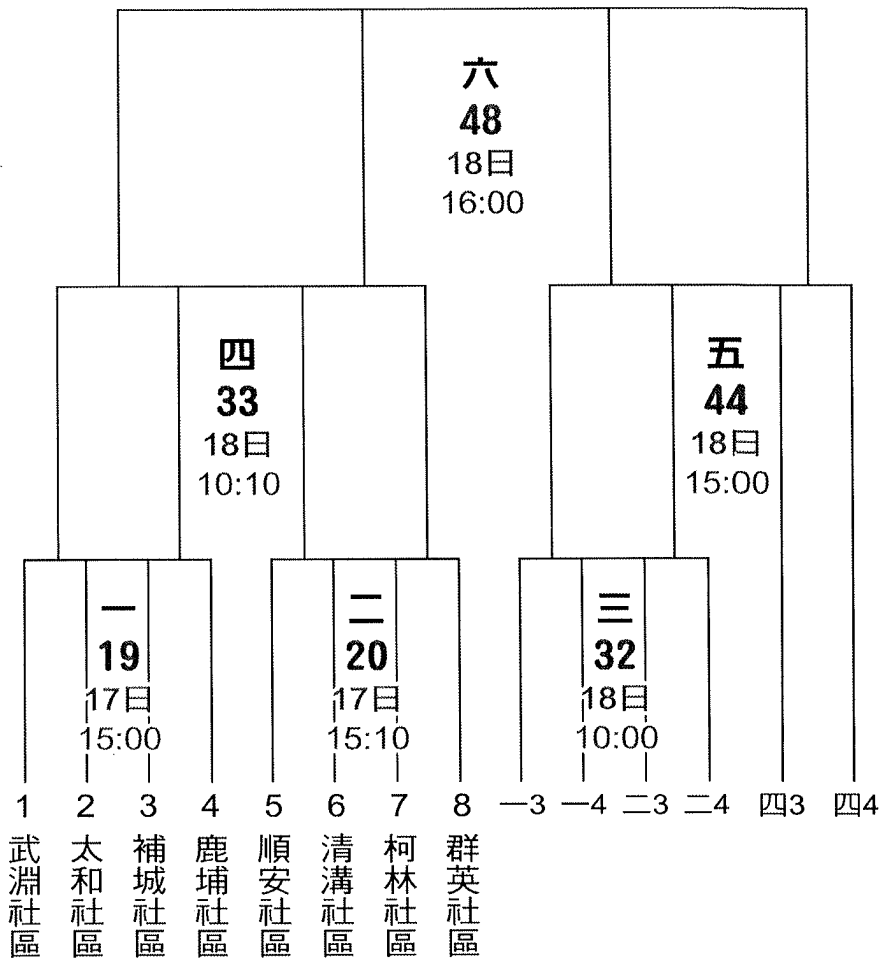 六
48
18日
16:00
四
33
18日
10:10
五
44
18日
15:00
一
19
17日
15:00
二
20
17日
15:10
三
32
18日
10:00
1 2 3 4 5 6 7 8 一3 一4 二3 二4 四3 四4
武淵社區
太和社區
補城社區
鹿埔社區
順安社區
清溝社區
柯林社區
群英社區